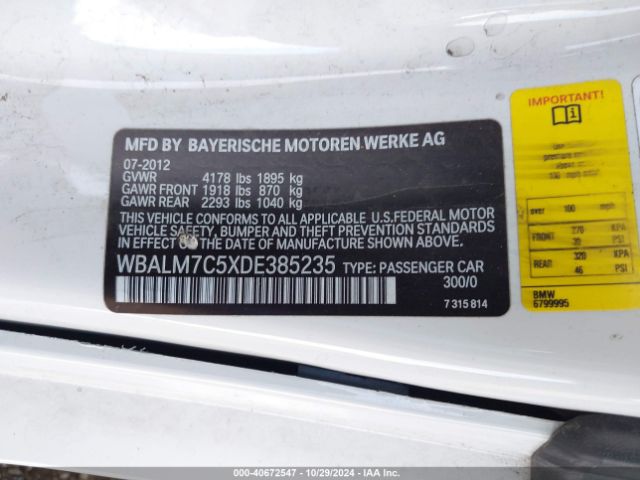 MFD BY BAYERISCHE MOTOREN WERKE AG
07-2012
GVWR 4178 lbs 1895 kg
GAWR FRONT 1918 lbs 870 kg
GAWR REAR 2293 lbs 1040 kg
THIS VEHICLE CONFORMS TO ALL APPLICABLE U.S.FEDERAL MOTOR
VEHICLE SAFETY, BUMPER AND THEFT PREVENTION STANDARDS
IN EFFECT ON THE DATE OF MANUFACTURE SHOWN ABOVE.
WBALM7C5XDE385235 TYPE: PASSENGER CAR
300/0
7 315 814
IMPORTANT!
over 100 mph
FRONT 270 KPA
39 PSI
REAR 320 KPA
46 PSI
BMW
6799995
000-40672547 | 10/29/2024 | IAA, Inc.